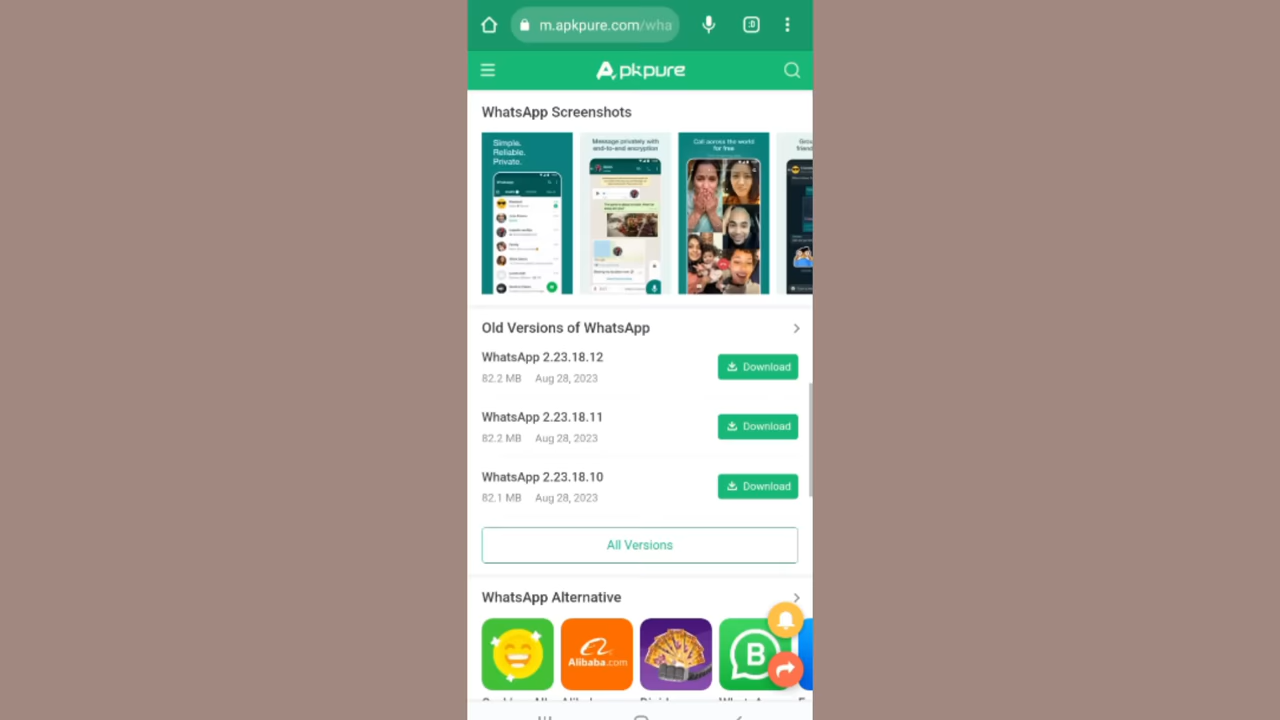 m.apkpure.com/wha
:D
Apkpure
WhatsApp Screenshots
Simple.
Reliable.
Private.
Message privately with
end-to-end encryption
Call across the world
for free
Old Versions of WhatsApp
WhatsApp 2.23.18.12
82.2 MB Aug 28, 2023
Download
WhatsApp 2.23.18.11
82.2 MB Aug 28, 2023
Download
WhatsApp 2.23.18.10
82.1 MB Aug 28, 2023
Download
All Versions
WhatsApp Alternative
Alibaba.com
B